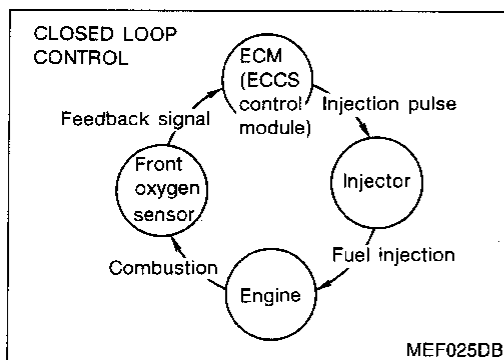 CLOSED LOOP
CONTROL
ECM
(ECCS
control
module)
Injection pulse
Injector
Fuel injection
Engine
Combustion
Front
oxygen
sensor
Feedback signal
MEF025DB